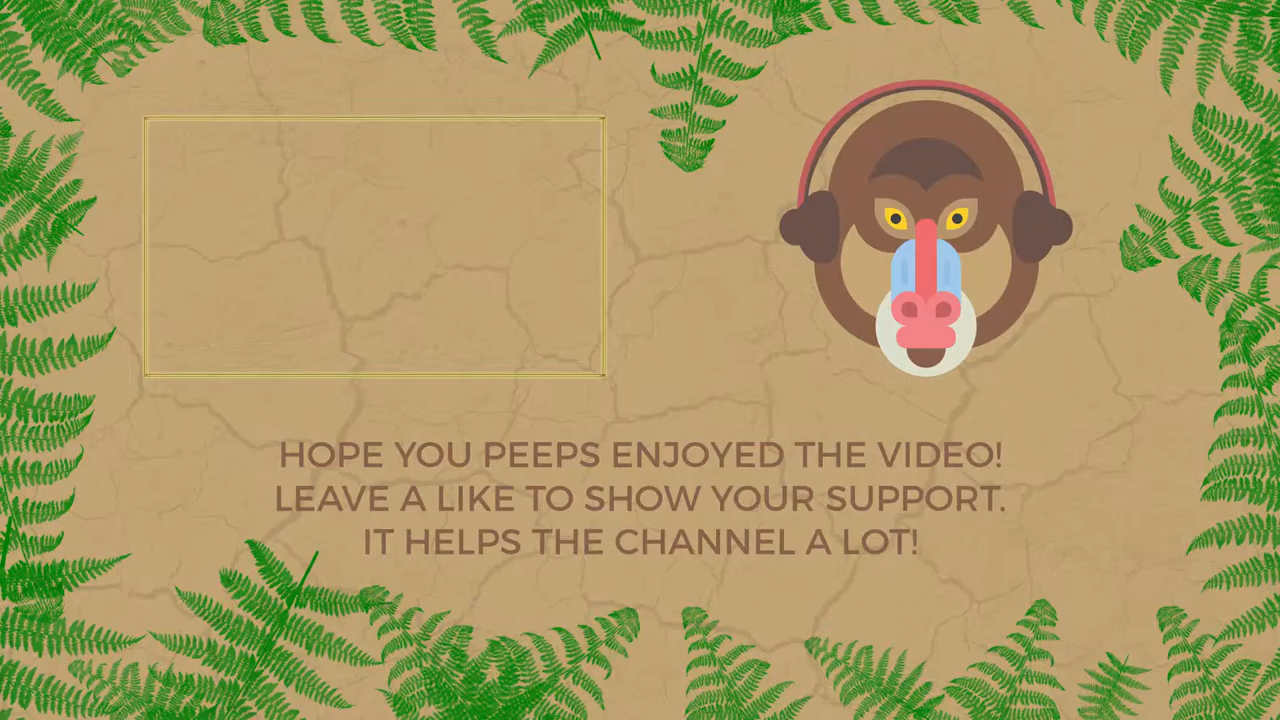 HOPE YOU PEEPS ENJOYED THE VIDEO!
LEAVE A LIKE TO SHOW YOUR SUPPORT.
IT HELPS THE CHANNEL A LOT!